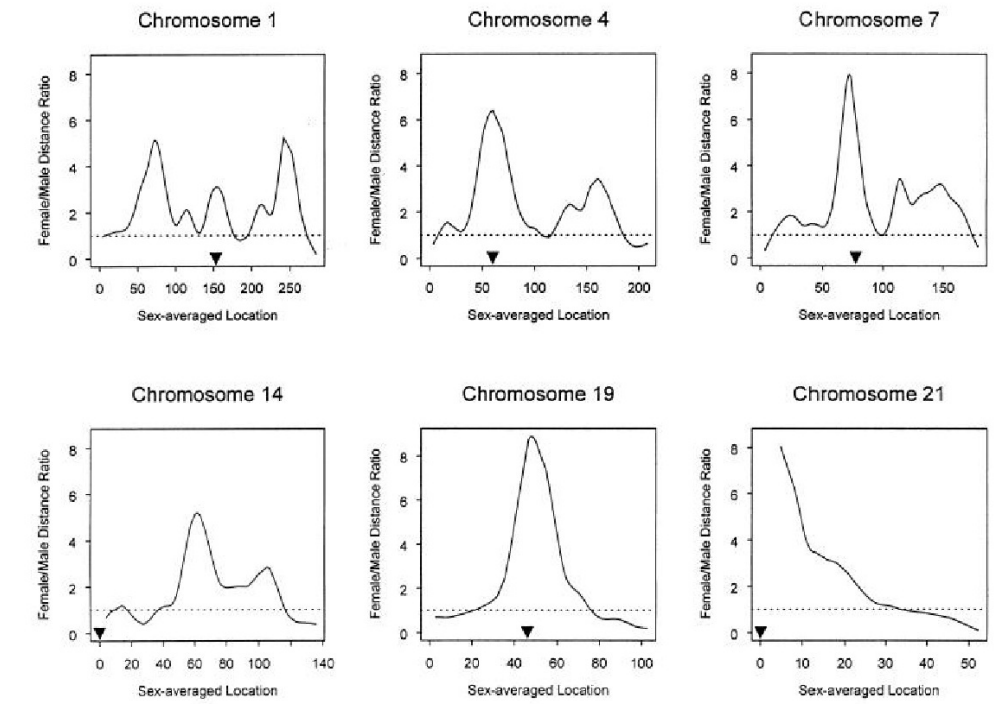 Chromosome 1
Chromosome 4
Chromosome 7
Female/Male Distance Ratio
8
6
4
2
0
0 50 100 150 200 250
Sex-averaged Location
Female/Male Distance Ratio
8
6
4
2
0
0 50 100 150 200
Sex-averaged Location
Female/Male Distance Ratio
8
6
4
2
0
0 50 100 150
Sex-averaged Location
Chromosome 14
Chromosome 19
Chromosome 21
Female/Male Distance Ratio
8
6
4
2
0
0 20 40 60 80 100 140
Sex-averaged Location
Female/Male Distance Ratio
8
6
4
2
0
0 20 40 60 80 100
Sex-averaged Location
Female/Male Distance Ratio
8
6
4
2
0
0 10 20 30 40 50
Sex-averaged Location